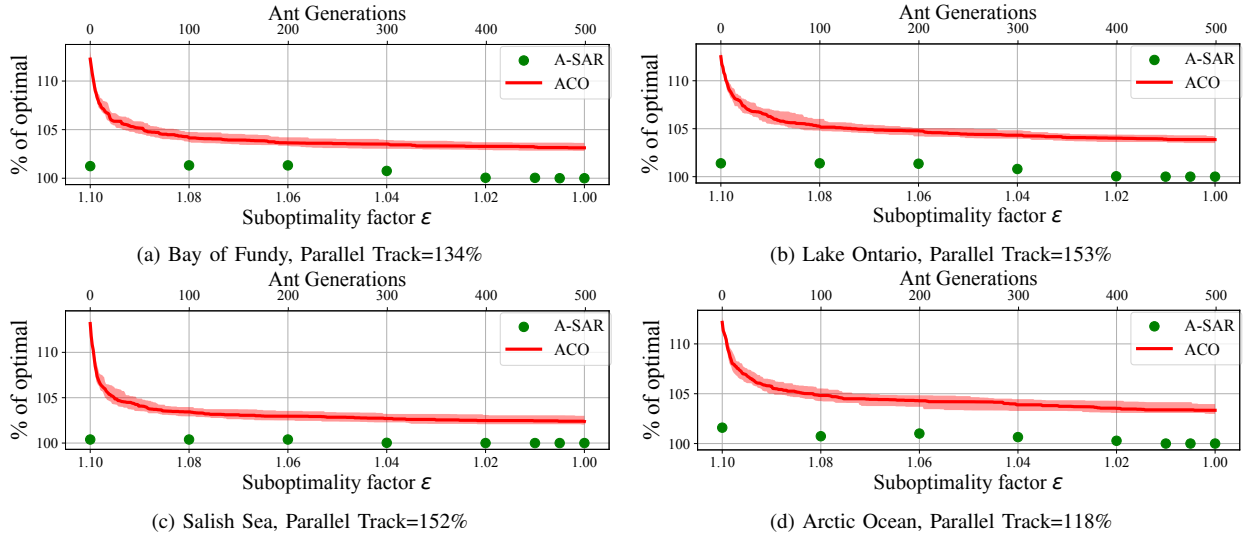 Ant Generations
0 100 200 300 400 500
% of optimal
110
105
100
A-SAR
ACO
1.10 1.08 1.06 1.04 1.02 1.00
Suboptimality factor ε
(a) Bay of Fundy, Parallel Track=134%
Ant Generations
0 100 200 300 400 500
% of optimal
110
105
100
A-SAR
ACO
1.10 1.08 1.06 1.04 1.02 1.00
Suboptimality factor ε
(b) Lake Ontario, Parallel Track=153%
Ant Generations
0 100 200 300 400 500
% of optimal
110
105
100
A-SAR
ACO
1.10 1.08 1.06 1.04 1.02 1.00
Suboptimality factor ε
(c) Salish Sea, Parallel Track=152%
Ant Generations
0 100 200 300 400 500
% of optimal
110
105
100
A-SAR
ACO
1.10 1.08 1.06 1.04 1.02 1.00
Suboptimality factor ε
(d) Arctic Ocean, Parallel Track=118%